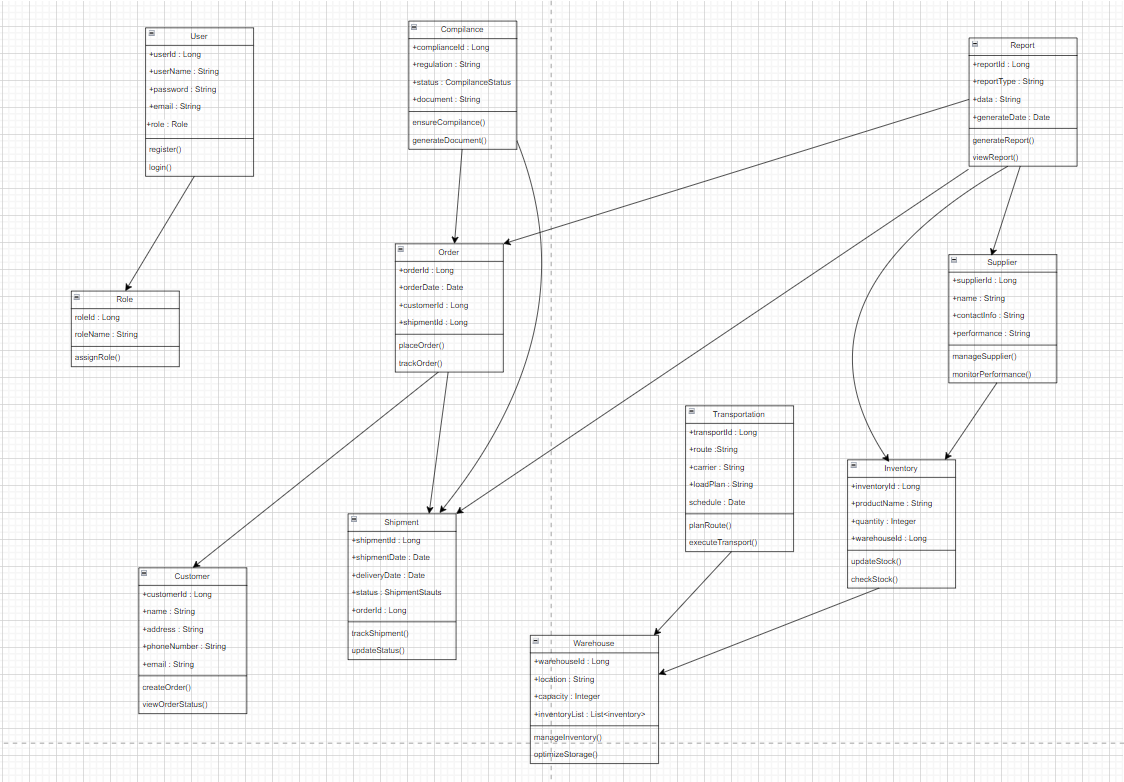 User
+userId : Long
+userName : String
+password : String
+email : String
+role : Role
register()
login()
Compilance
+complianceId : Long
+regulation : String
+status : CompilanceStatus
+document : String
ensureCompilance()
generateDocument()
Report
+reportId : Long
+reportType : String
+data : String
+generateDate : Date
generateReport()
viewReport()
Role
roleId : Long
roleName : String
assignRole()
Order
+orderId : Long
+orderDate : Date
+customerId : Long
+shipmentId : Long
placeOrder()
trackOrder()
Supplier
+supplierId : Long
+name : String
+contactInfo : String
+performance : String
manageSupplier()
monitorPerformance()
Transportation
+transportId : Long
+route :String
+carrier : String
+loadPlan : String
schedule : Date
planRoute()
executeTransport()
Inventory
+inventoryId : Long
+productName : String
+quantity : Integer
+warehouseId : Long
updateStock()
checkStock()
Shipment
+shipmentId : Long
+shipmentDate : Date
+deliveryDate : Date
+status : ShipmentStauts
+orderId : Long
trackShipment()
updateStatus()
Customer
+customerId : Long
+name : String
+address : String
+phoneNumber : String
+email : String
createOrder()
viewOrderStatus()
Warehouse
+warehouseId : Long
+location : String
+capacity : Integer
+inventoryList : List<inventory>
manageInventory()
optimizeStorage()